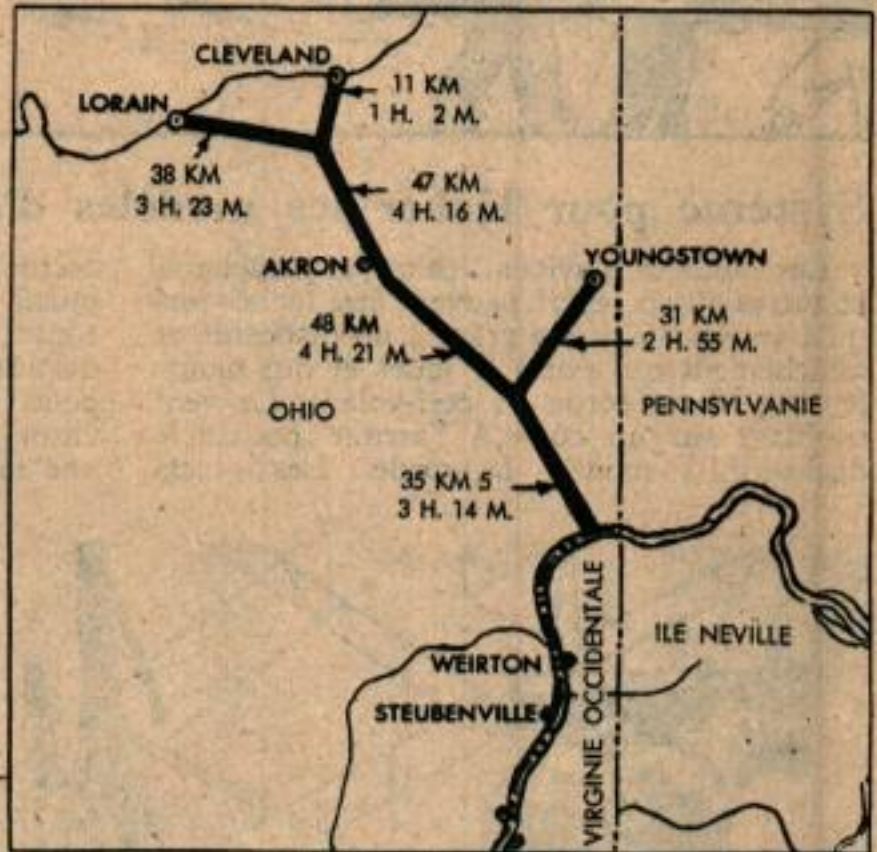 CLEVELAND
11 KM
1 H. 2 M.
LORAIN
38 KM
3 H. 23 M.
47 KM
4 H. 16 M.
AKRON
YOUNGSTOWN
48 KM
4 H. 21 M.
31 KM
2 H. 55 M.
OHIO
PENNSYLVANIE
35 KM 5
3 H. 14 M.
VIRGINIE OCCIDENTALE
ILE NEVILLE
WEIRTON
STEUBENVILLE